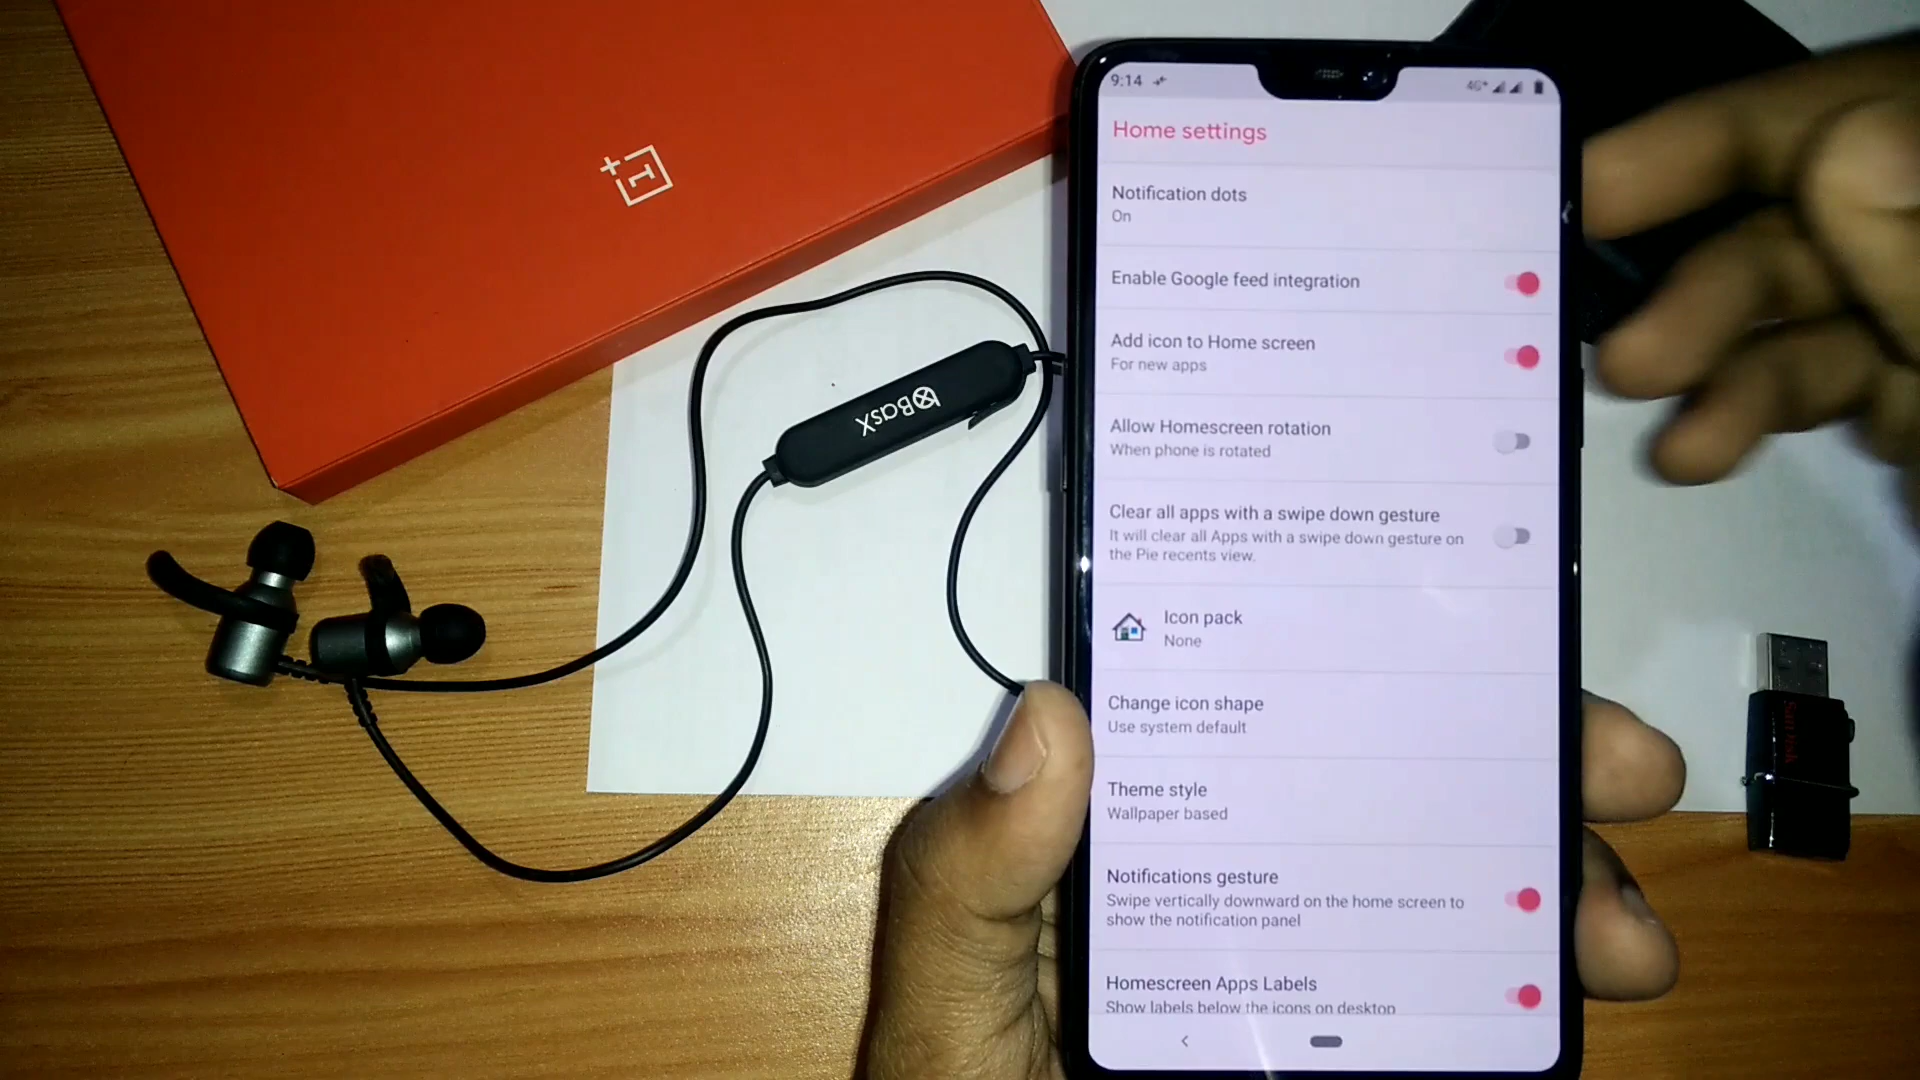 BasX
9:14
4G+
Home settings
Notification dots
On
Enable Google feed integration
Add icon to Home screen
For new apps
Allow Homescreen rotation
When phone is rotated
Clear all apps with a swipe down gesture
It will clear all Apps with a swipe down gesture on
the Pie recents view.
Icon pack
None
Change icon shape
Use system default
Theme style
Wallpaper based
Notifications gesture
Swipe vertically downward on the home screen to
show the notification panel
Homescreen Apps Labels
Show labels below the icons on desktop
SanDisk